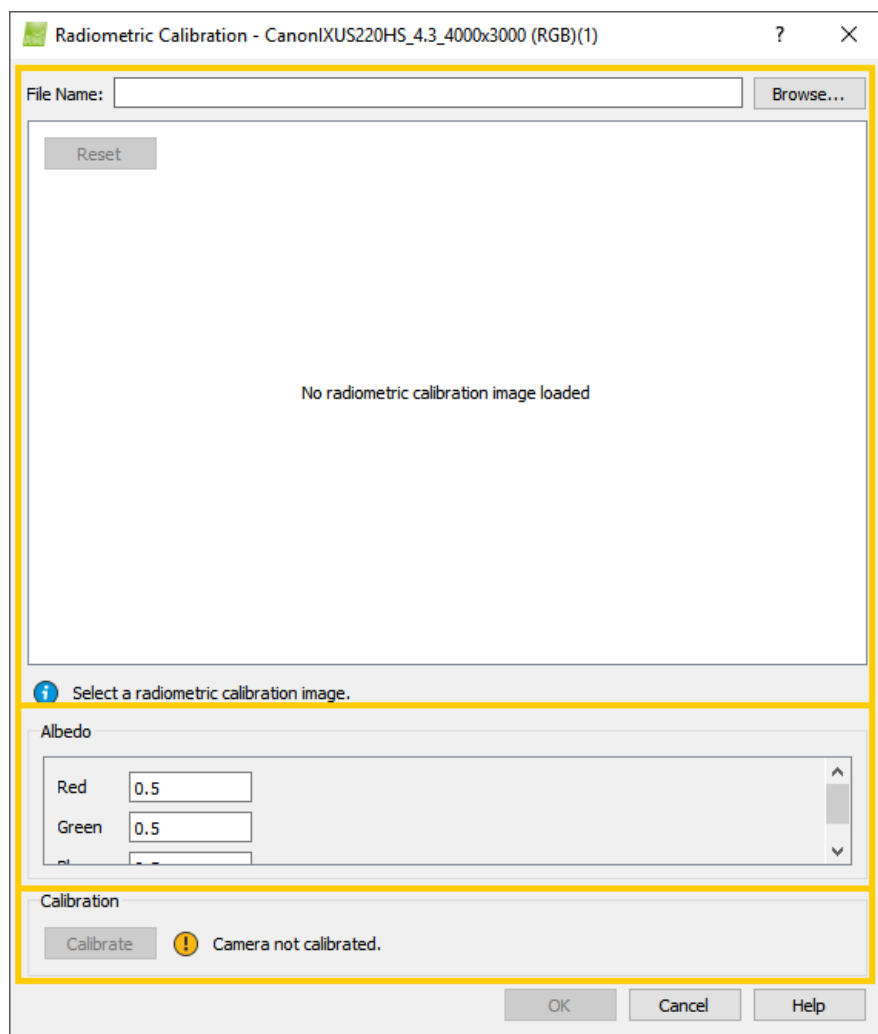 Radiometric Calibration - CanonIXUS220HS_4.3_4000x3000 (RGB)(1) ?
File Name: Browse...
Reset
No radiometric calibration image loaded
Select a radiometric calibration image.
Albedo
Red 0.5
Green 0.5
Calibration
Calibrate Camera not calibrated.
OK Cancel Help